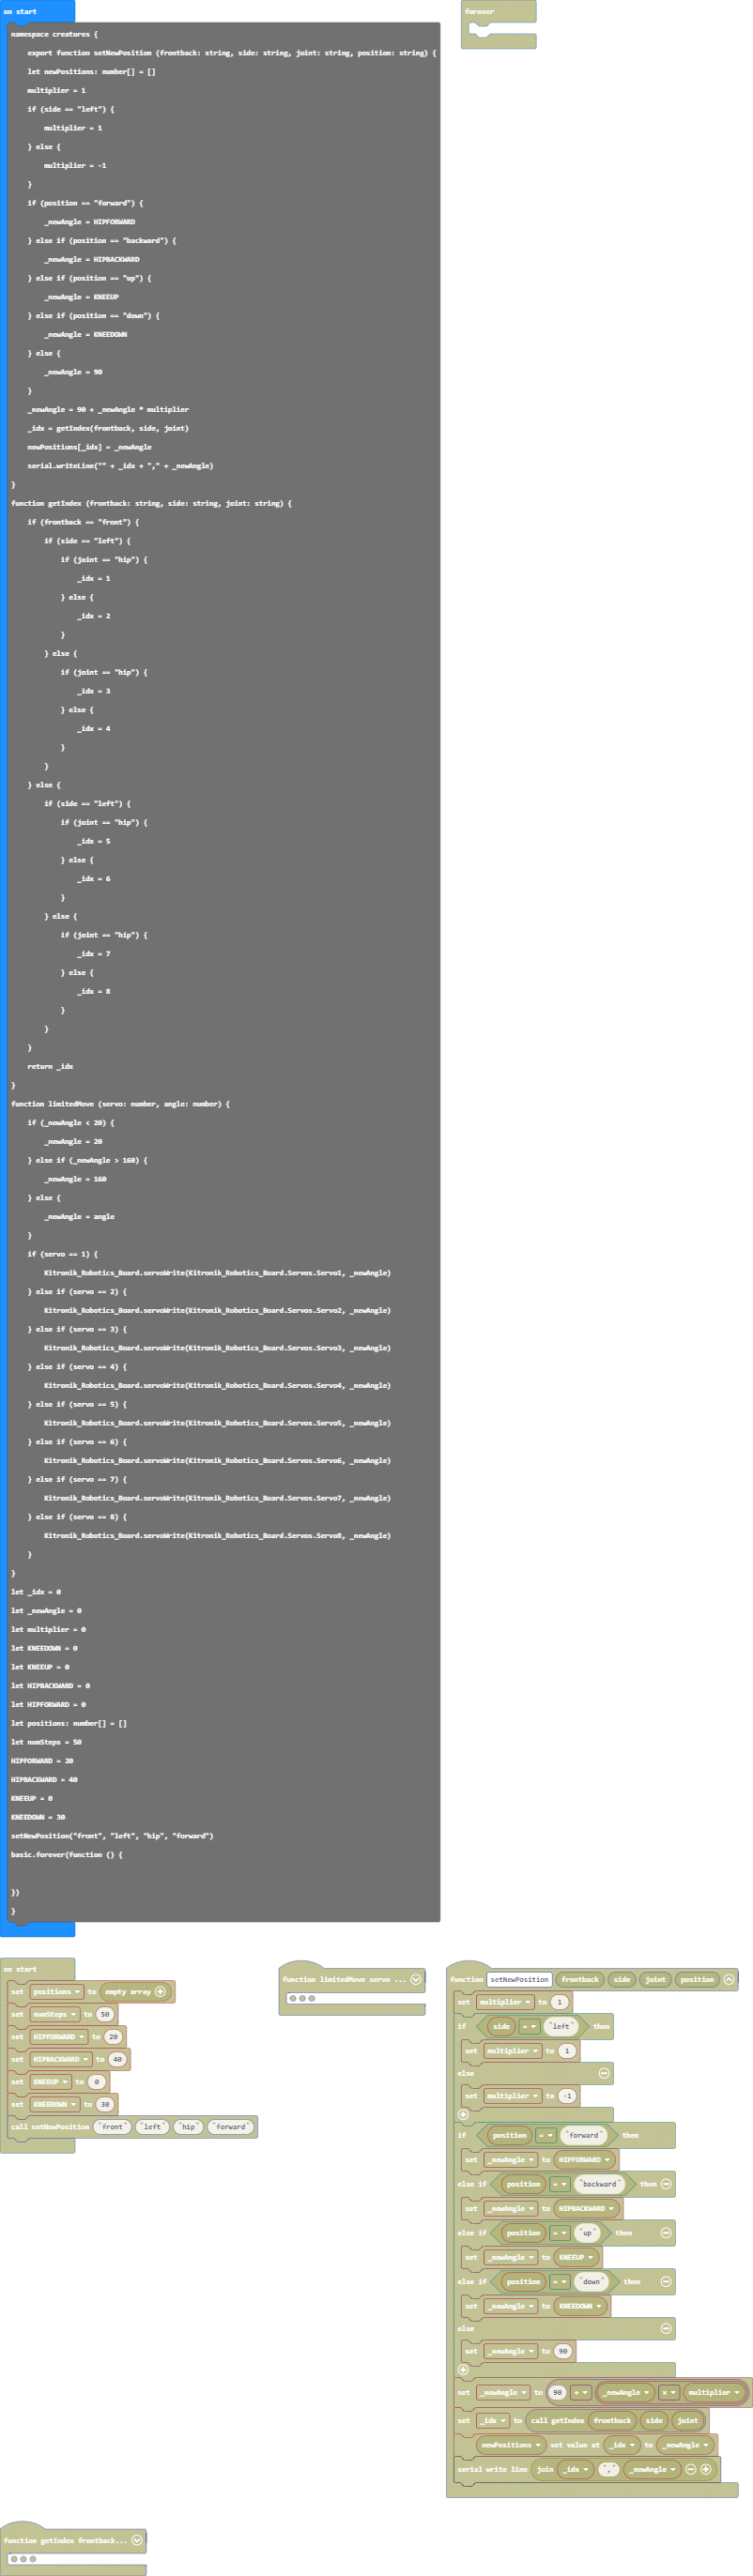 on start
forever
namespace creatures {
export function setNewPosition (frontback: string, side: string, joint: string, position: string) {
let newPositions: number[] = []
multiplier = 1
if (side == "left") {
multiplier = 1
} else {
multiplier = -1
}
if (position == "forward") {
_newAngle = HIPFORWARD
} else if (position == "backward") {
_newAngle = HIPBACKWARD
} else if (position == "up") {
_newAngle = KNEEUP
} else if (position == "down") {
_newAngle = KNEEDOWN
} else {
_newAngle = 90
}
_newAngle = 90 + _newAngle * multiplier
_idx = getIndex(frontback, side, joint)
newPositions[_idx] = _newAngle
serial.writeLine("" + _idx + "," + _newAngle)
}
function getIndex (frontback: string, side: string, joint: string) {
if (frontback == "front") {
if (side == "left") {
if (joint == "hip") {
_idx = 1
} else {
_idx = 2
}
} else {
if (joint == "hip") {
_idx = 3
} else {
_idx = 4
}
}
} else {
if (side == "left") {
if (joint == "hip") {
_idx = 5
} else {
_idx = 6
}
} else {
if (joint == "hip") {
_idx = 7
} else {
_idx = 8
}
}
}
return _idx
}
function limitedMove (servo: number, angle: number) {
if (_newAngle < 20) {
_newAngle = 20
} else if (_newAngle > 160) {
_newAngle = 160
} else {
_newAngle = angle
}
if (servo == 1) {
Kitronik_Robotics_Board.servoWrite(Kitronik_Robotics_Board.Servos.Servo1, _newAngle)
} else if (servo == 2) {
Kitronik_Robotics_Board.servoWrite(Kitronik_Robotics_Board.Servos.Servo2, _newAngle)
} else if (servo == 3) {
Kitronik_Robotics_Board.servoWrite(Kitronik_Robotics_Board.Servos.Servo3, _newAngle)
} else if (servo == 4) {
Kitronik_Robotics_Board.servoWrite(Kitronik_Robotics_Board.Servos.Servo4, _newAngle)
} else if (servo == 5) {
Kitronik_Robotics_Board.servoWrite(Kitronik_Robotics_Board.Servos.Servo5, _newAngle)
} else if (servo == 6) {
Kitronik_Robotics_Board.servoWrite(Kitronik_Robotics_Board.Servos.Servo6, _newAngle)
} else if (servo == 7) {
Kitronik_Robotics_Board.servoWrite(Kitronik_Robotics_Board.Servos.Servo7, _newAngle)
} else if (servo == 8) {
Kitronik_Robotics_Board.servoWrite(Kitronik_Robotics_Board.Servos.Servo8, _newAngle)
}
}
let _idx = 0
let _newAngle = 0
let multiplier = 0
let KNEEDOWN = 0
let KNEEUP = 0
let HIPBACKWARD = 0
let HIPFORWARD = 0
let positions: number[] = []
let numSteps = 50
HIPFORWARD = 20
HIPBACKWARD = 40
KNEEUP = 0
KNEEDOWN = 30
setNewPosition("front", "left", "hip", "forward")
basic.forever(function () {
})
}
on start
set positions to empty array
set numSteps to 50
set HIPFORWARD to 20
set HIPBACKWARD to 40
set KNEEUP to 0
set KNEEDOWN to 30
call setNewPosition "front" "left" "hip" "forward"
function limitedMove servo ...
function setNewPosition frontback side joint position
set multiplier to 1
if side = "left" then
set multiplier to 1
else
set multiplier to -1
if position = "forward" then
set _newAngle to HIPFORWARD
else if position = "backward" then
set _newAngle to HIPBACKWARD
else if position = "up" then
set _newAngle to KNEEUP
else if position = "down" then
set _newAngle to KNEEDOWN
else
set _newAngle to 90
set _newAngle to 90 + _newAngle × multiplier
set _idx to call getIndex frontback side joint
newPositions set value at _idx to _newAngle
serial write line join _idx "," _newAngle
function getIndex frontback...